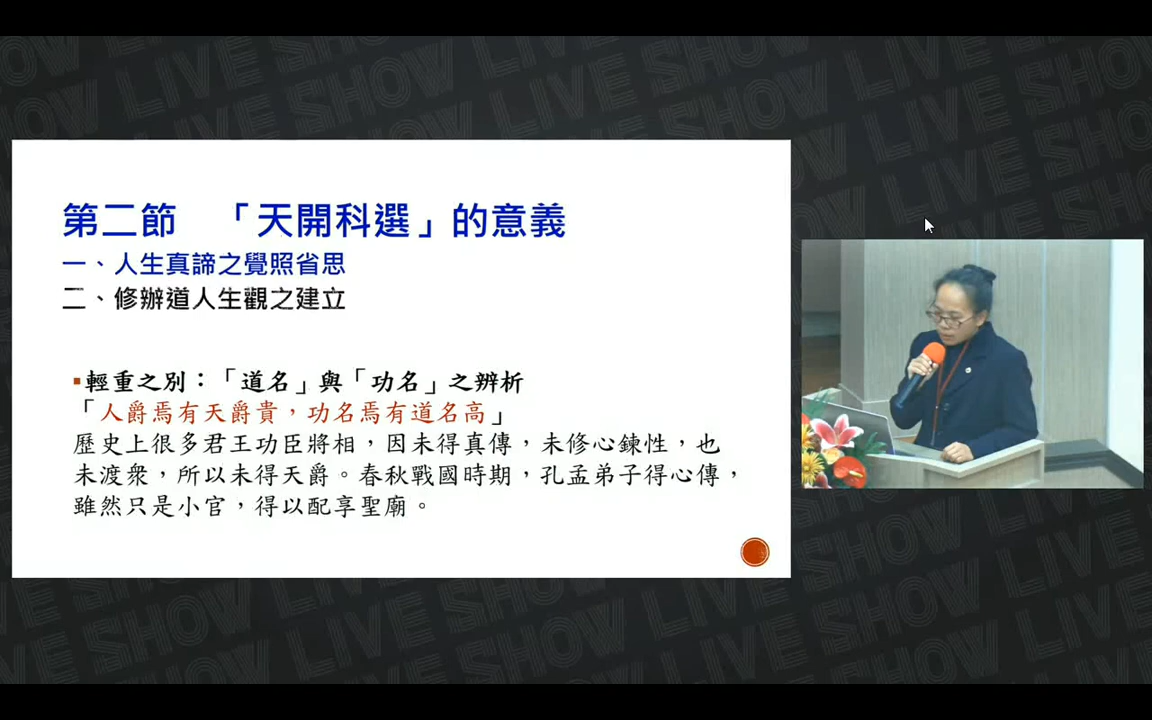 第二節 「天開科選」的意義
一、人生真諦之覺照省思
二、修辦道人生觀之建立
▪輕重之別：「道名」與「功名」之辨析
「人爵焉有天爵貴，功名焉有道名高」
歷史上很多君王功臣將相，因未得真傳，未修心鍊性，也
未渡眾，所以未得天爵。春秋戰國時期，孔孟弟子得心傳，
雖然只是小官，得以配享聖廟。
LIVE SHOW